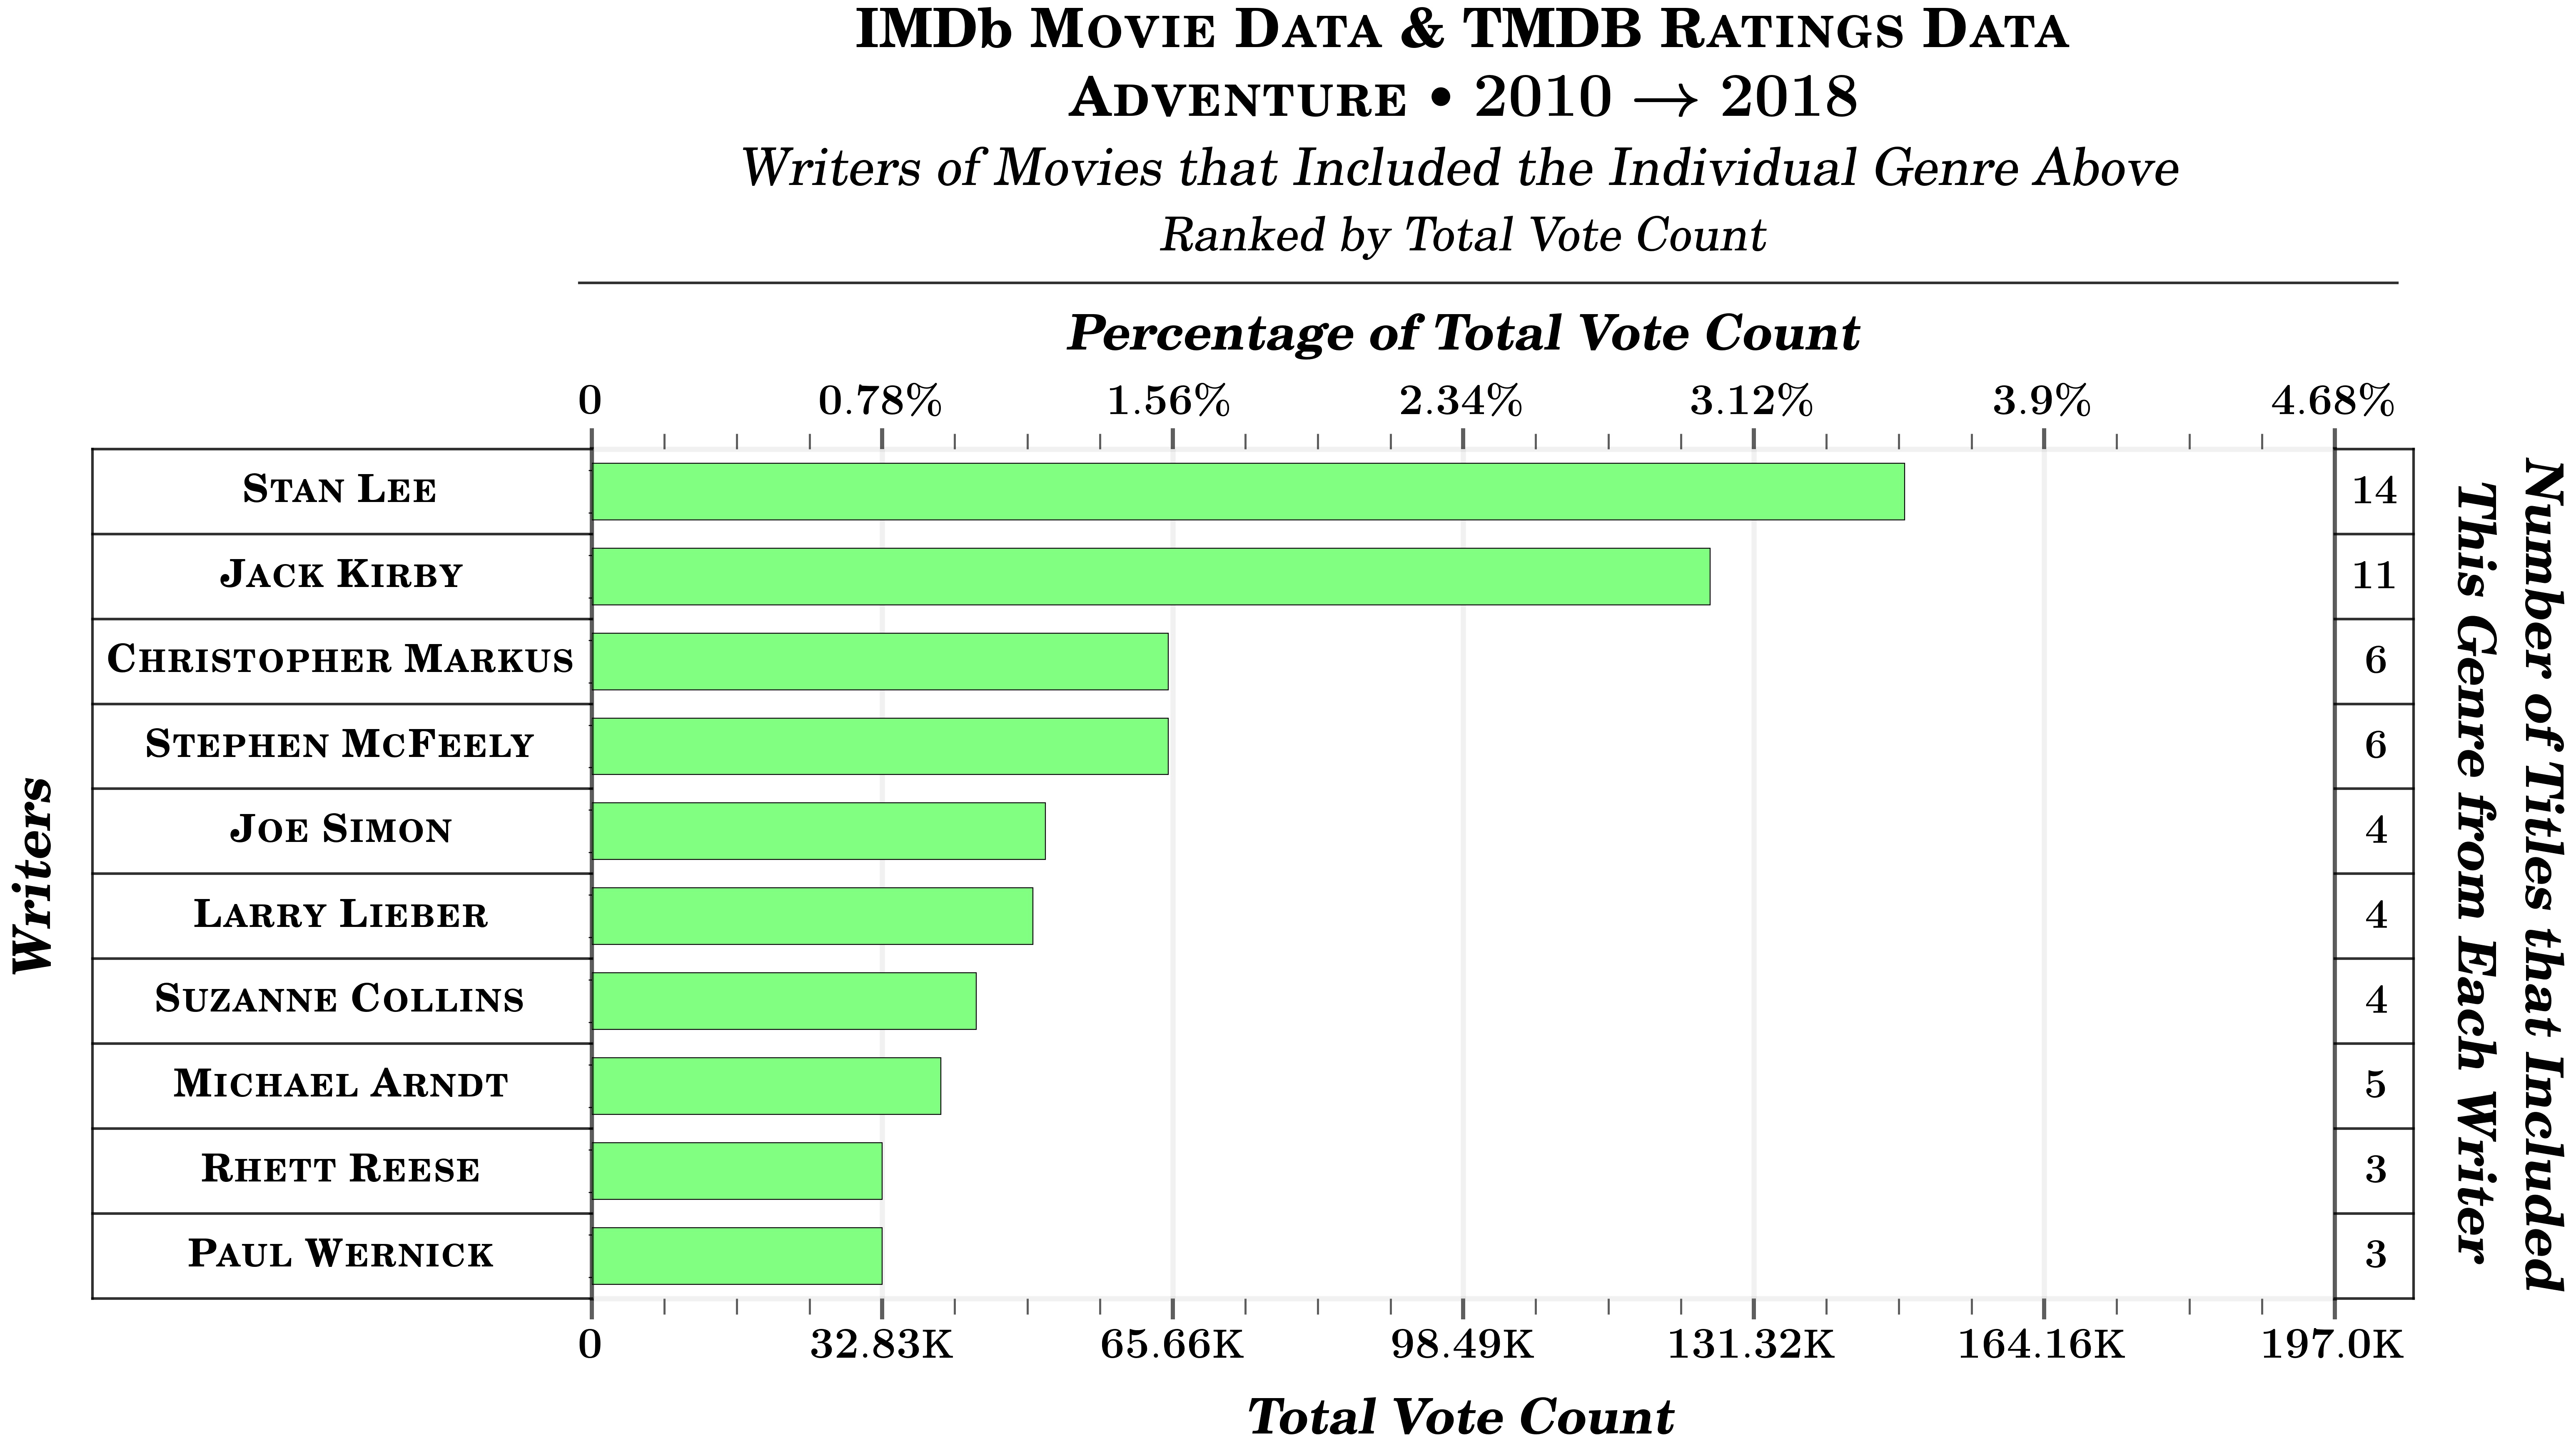 IMDb Movie Data & TMDB Ratings Data
Adventure • 2010 → 2018
Writers of Movies that Included the Individual Genre Above
Ranked by Total Vote Count
Percentage of Total Vote Count
0 0.78% 1.56% 2.34% 3.12% 3.9% 4.68%
Writers
Stan Lee 14
Jack Kirby 11
Christopher Markus 6
Stephen McFeely 6
Joe Simon 4
Larry Lieber 4
Suzanne Collins 4
Michael Arndt 5
Rhett Reese 3
Paul Wernick 3
Number of Titles that Included
This Genre from Each Writer
0 32.83K 65.66K 98.49K 131.32K 164.16K 197.0K
Total Vote Count